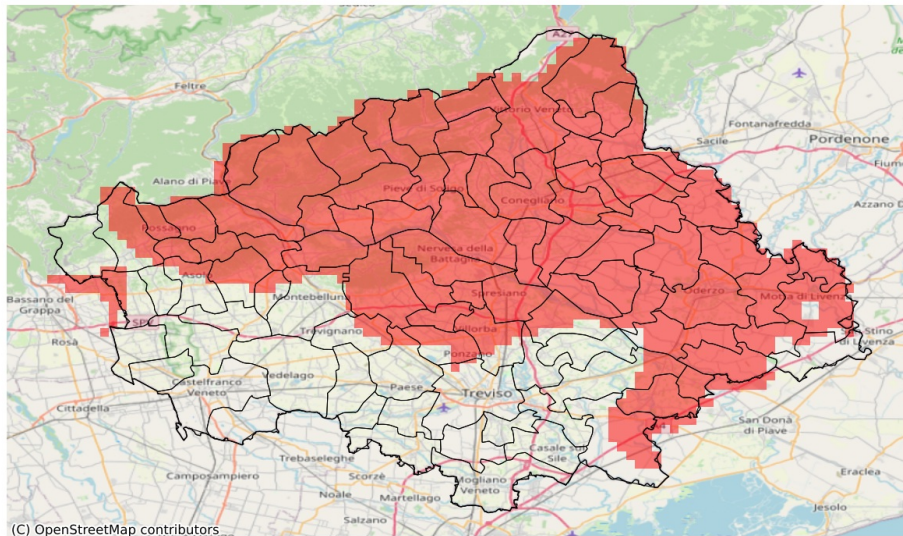 A27
Feltre
Vittorio Veneto
Fontanafredda
Pordenone
Sacile
Fiume
Alano di Piave
Pieve di Soligo
Conegliano
Azzano D
Possagno
Nervesa della
Battaglia
Asolo
Bassano del
Grappa
Montebelluna
Spresiano
Oderzo
Motta di Livenza
SPV
Rosà
Trevignano
Villorba
Stino
di Livenza
Ponzano
Vedelago
Castelfranco
Veneto
Paese
Treviso
Cittadella
San Donà
di Piave
Casale sul
Sile
Trebaseleghe
Camposampiero
Scorzè
Mogliano
Veneto
Eraclea
Noale
Martellago
Jesolo
Salzano
(C) OpenStreetMap contributors